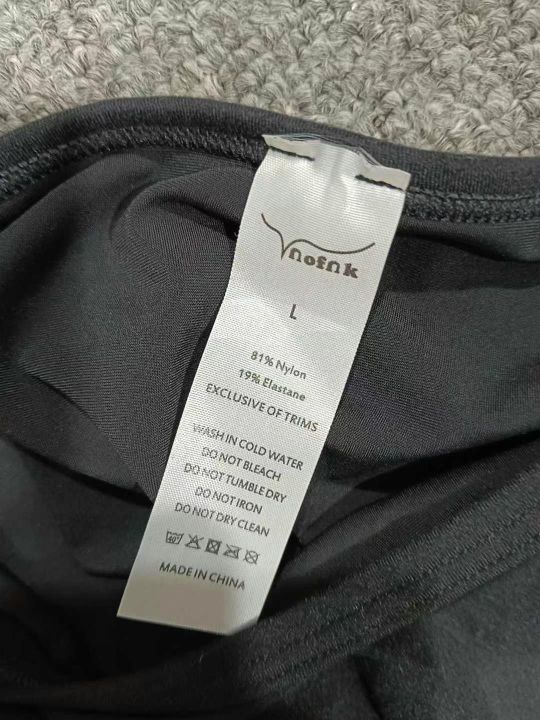 nofnk
L
81% Nylon
19% Elastane
EXCLUSIVE OF TRIMS
WASH IN COLD WATER
DO NOT BLEACH
DO NOT TUMBLE DRY
DO NOT IRON
DO NOT DRY CLEAN
40°
MADE IN CHINA